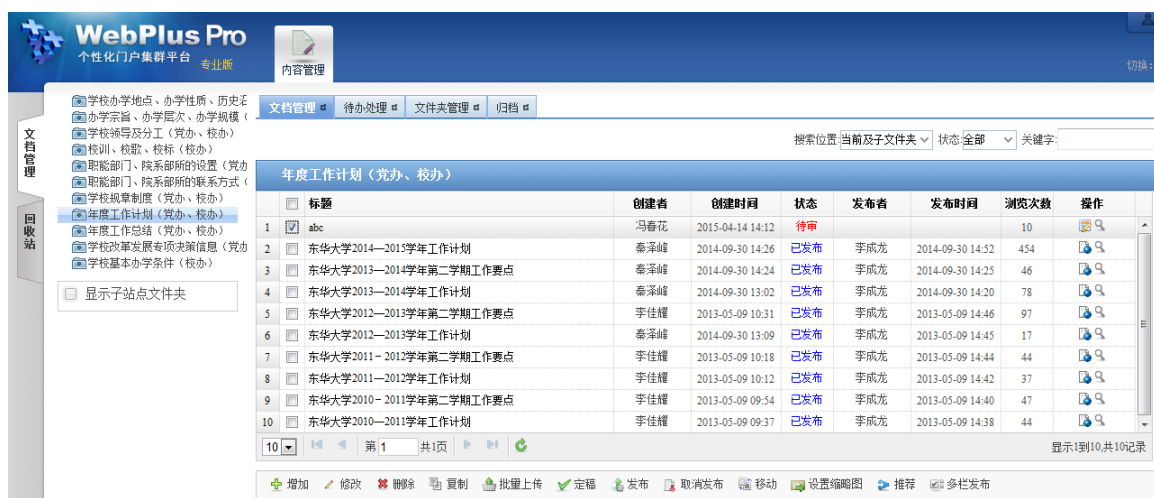 WebPlus Pro
个性化门户集群平台 专业版
内容管理
切换:
文档管理
回收站
学校办学地点、办学性质、历史沿
办学宗旨、办学层次、办学规模（
学校领导及分工（党办、校办）
校训、校歌、校标（校办）
职能部门、院系部所的设置（党办
职能部门、院系部所的联系方式（
学校规章制度（党办、校办）
年度工作计划（党办、校办）
年度工作总结（党办、校办）
学校改革发展专项决策信息（党办
学校基本办学条件（校办）
显示子站点文件夹
文档管理 待办处理 文件夹管理 归档
搜索位置:当前及子文件夹 状态:全部 关键字:
年度工作计划（党办、校办）
标题 创建者 创建时间 状态 发布者 发布时间 浏览次数 操作
1 abc 冯春花 2015-04-14 14:12 待审 10
2 东华大学2014—2015学年工作计划 秦泽峰 2014-09-30 14:26 已发布 李成龙 2014-09-30 14:52 454
3 东华大学2013—2014学年第二学期工作要点 秦泽峰 2014-09-30 14:24 已发布 李成龙 2014-09-30 14:25 46
4 东华大学2013—2014学年工作计划 秦泽峰 2014-09-30 13:02 已发布 李成龙 2014-09-30 14:20 78
5 东华大学2012—2013学年第二学期工作要点 李佳耀 2013-05-09 10:31 已发布 李成龙 2013-05-09 14:46 97
6 东华大学2012—2013学年工作计划 秦泽峰 2014-09-30 13:09 已发布 李成龙 2013-05-09 14:45 17
7 东华大学2011-2012学年第二学期工作要点 李佳耀 2013-05-09 10:18 已发布 李成龙 2013-05-09 14:44 44
8 东华大学2011—2012学年工作计划 李佳耀 2013-05-09 10:12 已发布 李成龙 2013-05-09 14:42 37
9 东华大学2010-2011学年第二学期工作要点 李佳耀 2013-05-09 09:54 已发布 李成龙 2013-05-09 14:40 47
10 东华大学2010—2011学年工作计划 李佳耀 2013-05-09 09:37 已发布 李成龙 2013-05-09 14:38 44
10 第 1 共1页 显示1到10,共10记录
增加 修改 删除 复制 批量上传 定稿 发布 取消发布 移动 设置缩略图 推荐 多栏发布